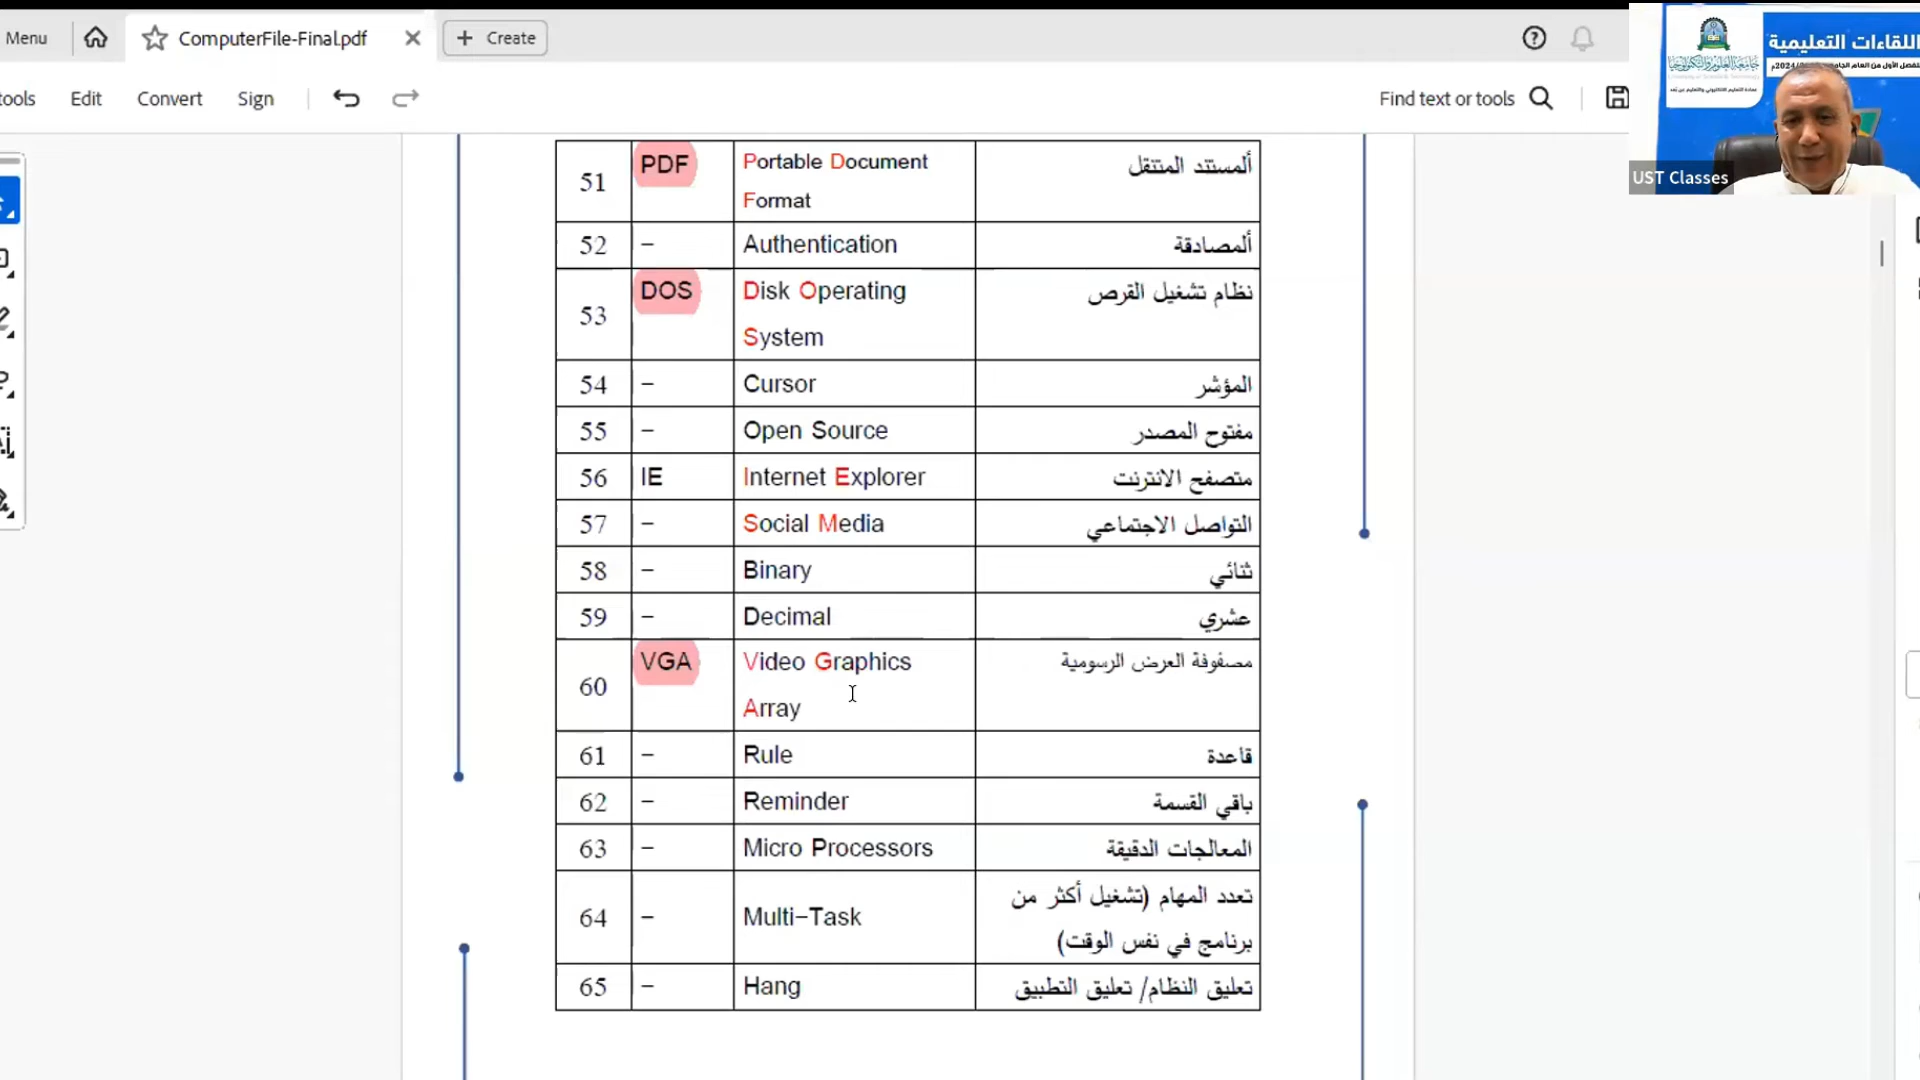 Menu
ComputerFile-Final.pdf
Create
tools
Edit
Convert
Sign
Find text or tools
اللقاءات التعليمية
UST Classes
51 PDF Portable Document Format ألمستند المتنقل
52 - Authentication ألمصادقة
53 DOS Disk Operating System نظام تشغيل القرص
54 - Cursor المؤشر
55 - Open Source مفتوح المصدر
56 IE Internet Explorer متصفح الانترنت
57 - Social Media التواصل الاجتماعي
58 - Binary ثنائي
59 - Decimal عشري
60 VGA Video Graphics Array مصفوفة العرض الرسومية
61 - Rule قاعدة
62 - Reminder باقي القسمة
63 - Micro Processors المعالجات الدقيقة
64 - Multi-Task تعدد المهام (تشغيل أكثر من برنامج في نفس الوقت)
65 - Hang تعليق النظام/ تعليق التطبيق